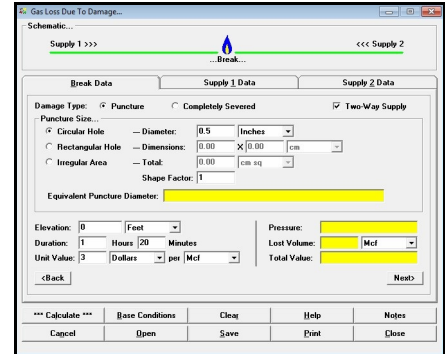 Gas Loss Due To Damage...
Schematic...
Supply 1 >>> <<< Supply 2
...Break...
Break Data Supply 1 Data Supply 2 Data
Damage Type: Puncture Completely Severed Two-Way Supply
Puncture Size...
Circular Hole — Diameter: 0.5 Inches
Rectangular Hole — Dimensions: 0.00 X 0.00 cm
Irregular Area — Total: 0.00 cm sq
Shape Factor: 1
Equivalent Puncture Diameter:
Elevation: 0 Feet Pressure:
Duration: 1 Hours 20 Minutes Lost Volume: Mcf
Unit Value: 3 Dollars per Mcf Total Value:
<Back Next>
*** Calculate *** Base Conditions Clear Help Notes
Cancel Open Save Print Close